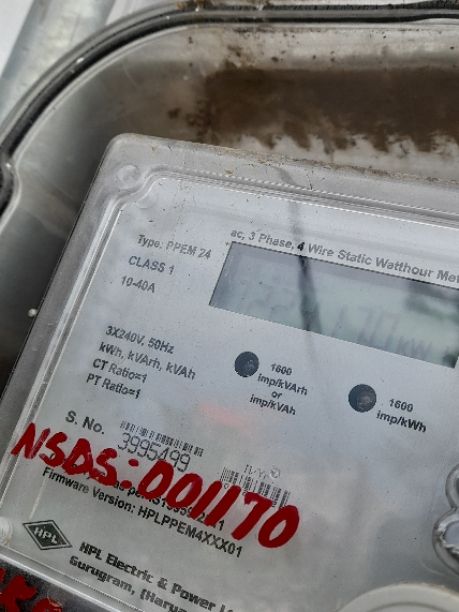 ac, 3 Phase, 4 Wire Static Watthour
Type: PPEM 24
CLASS 1
10-40A
3X240V, 50Hz
kWh, kVArh, kVAh
CT Ratio=1
PT Ratio=1
1600
imp/kVArh
or
imp/kVAh
1600
imp/kWh
S. No.
3995499
NSDS:D01170
Firmware Version: HPLPPEM4XXX01
HPL
HPL Electric & Power
Gurugram,